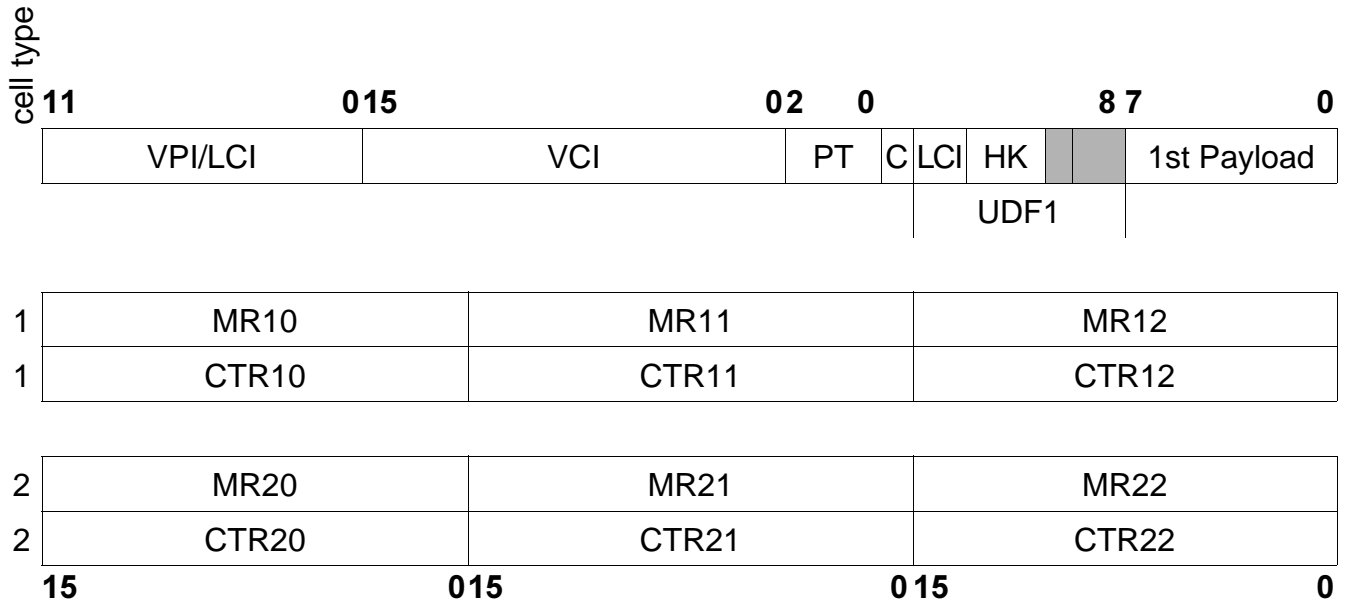 cell type
11 0 15 0 2 0 8 7 0
VPI/LCI VCI PT C LCI HK 1st Payload
UDF1
1 MR10 MR11 MR12
1 CTR10 CTR11 CTR12
2 MR20 MR21 MR22
2 CTR20 CTR21 CTR22
15 0 15 0 15 0